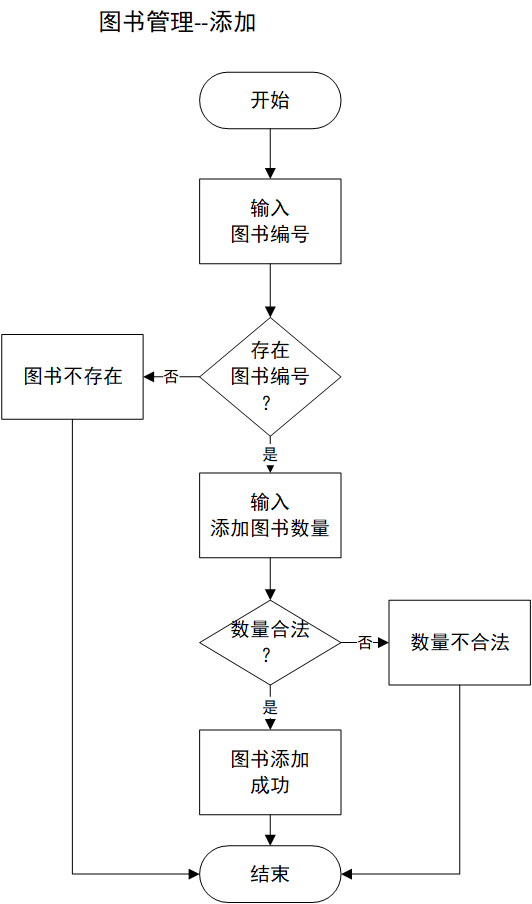 图书管理--添加
开始
输入
图书编号
存在
图书编号
？
图书不存在
否
是
输入
添加图书数量
数量合法
？
否
数量不合法
是
图书添加
成功
结束